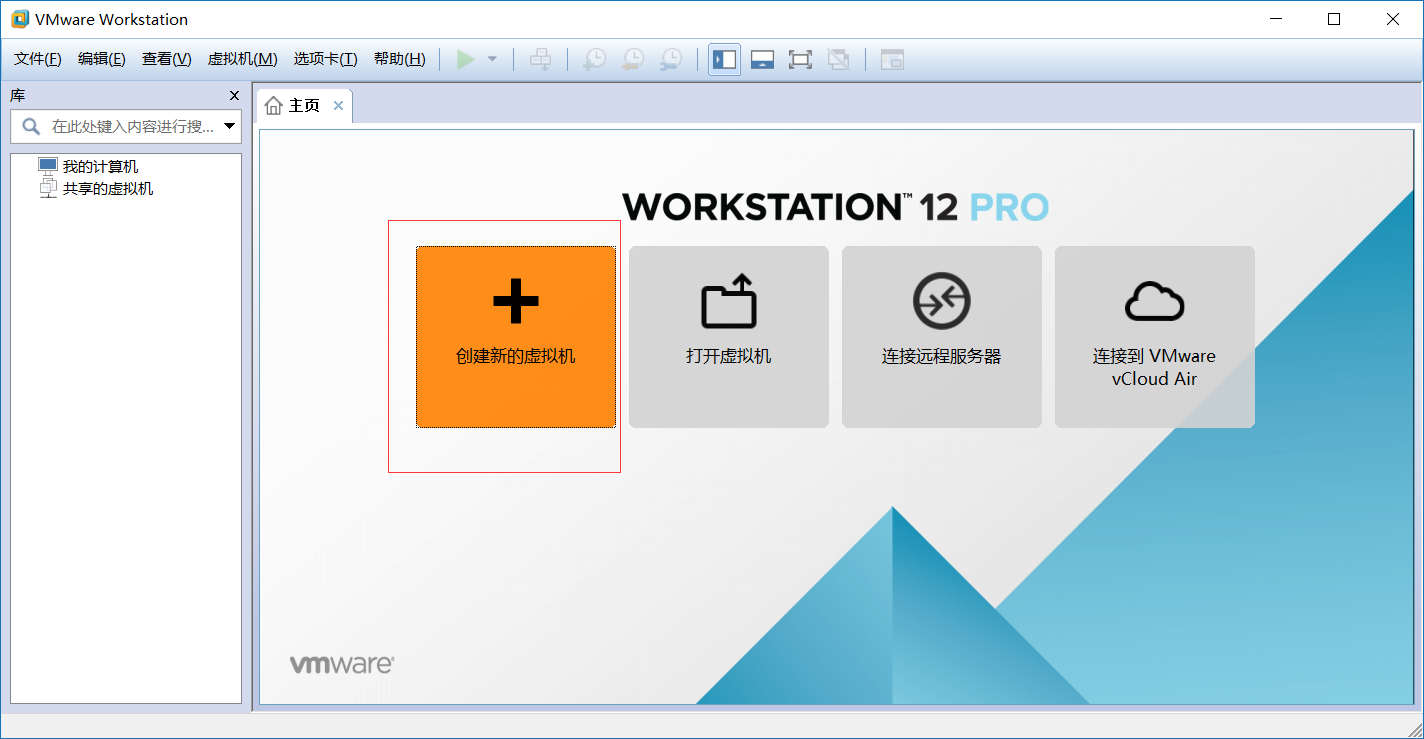 VMware Workstation
文件(F) 编辑(E) 查看(V) 虚拟机(M) 选项卡(T) 帮助(H)
库
在此处键入内容进行搜...
我的计算机
共享的虚拟机
主页
WORKSTATION™ 12 PRO
创建新的虚拟机
打开虚拟机
连接远程服务器
连接到 VMware
vCloud Air
vmware®